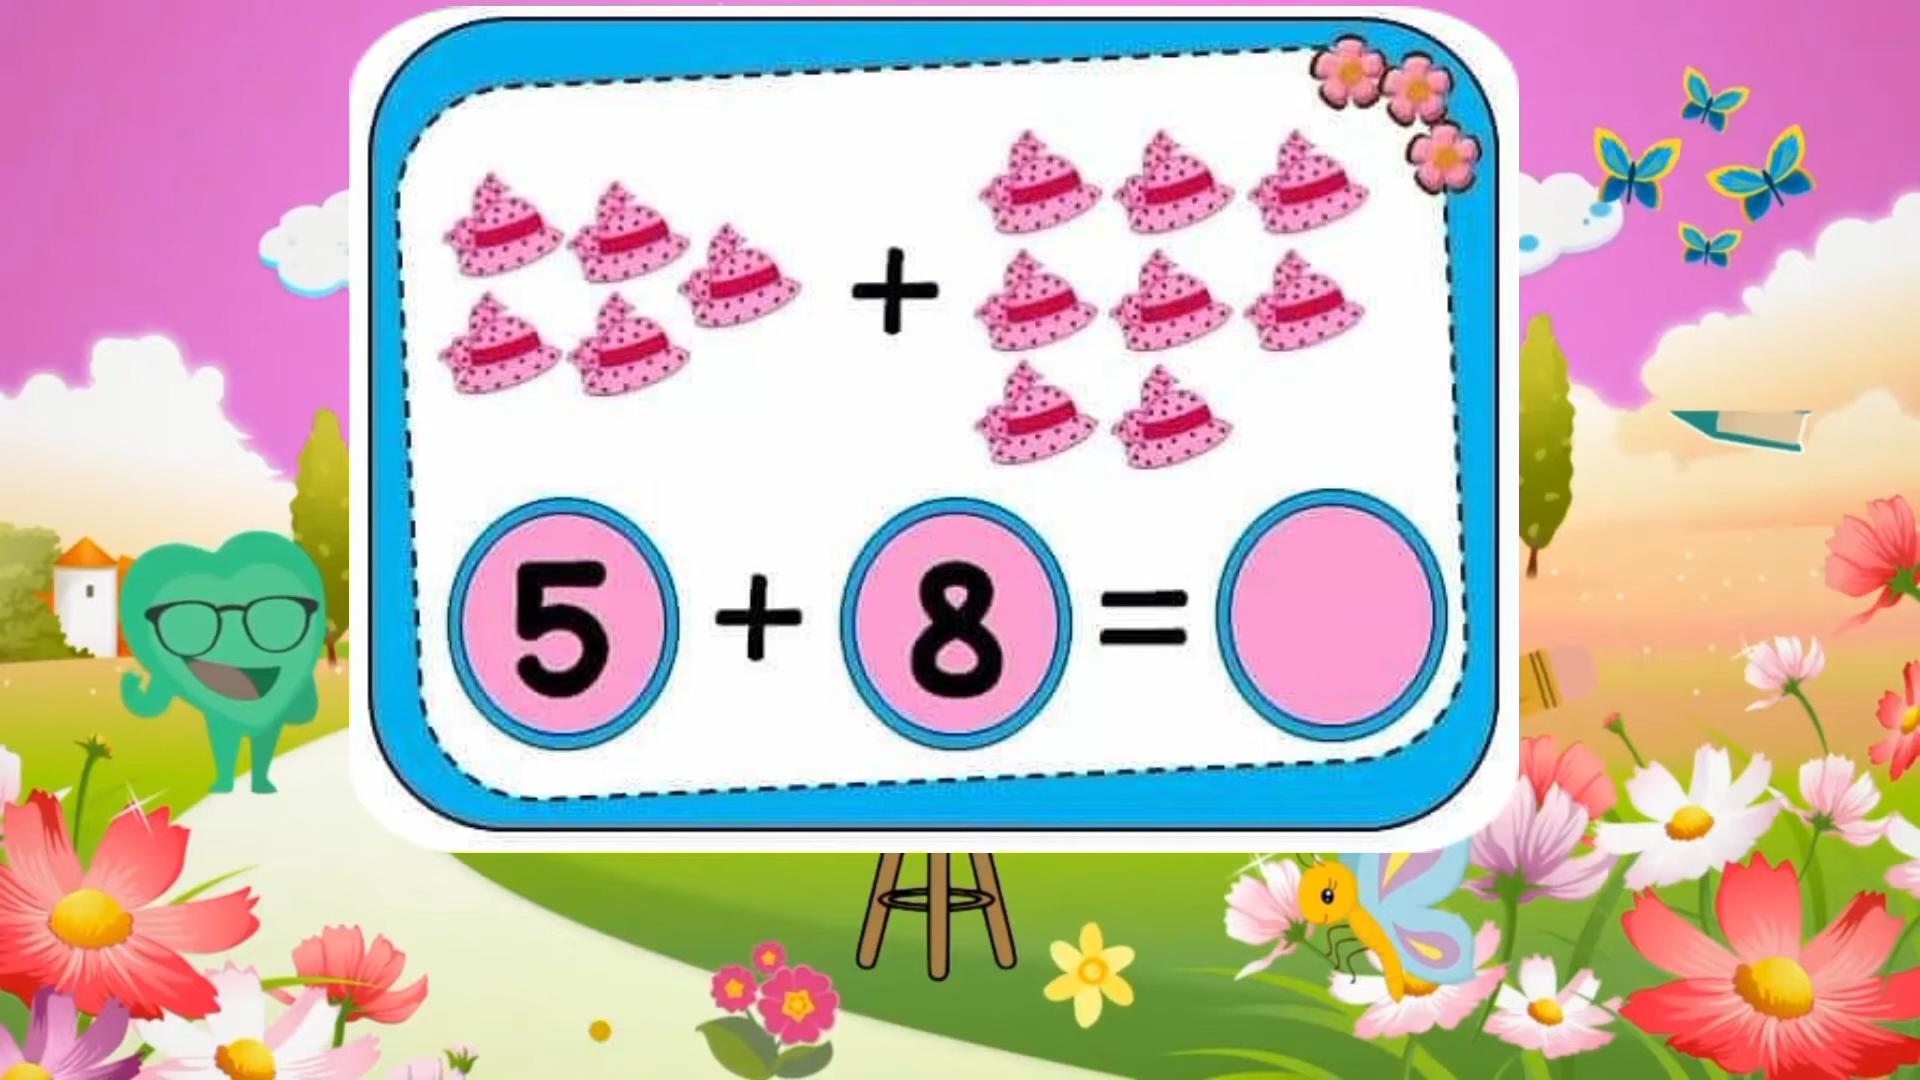 +
5 + 8 =